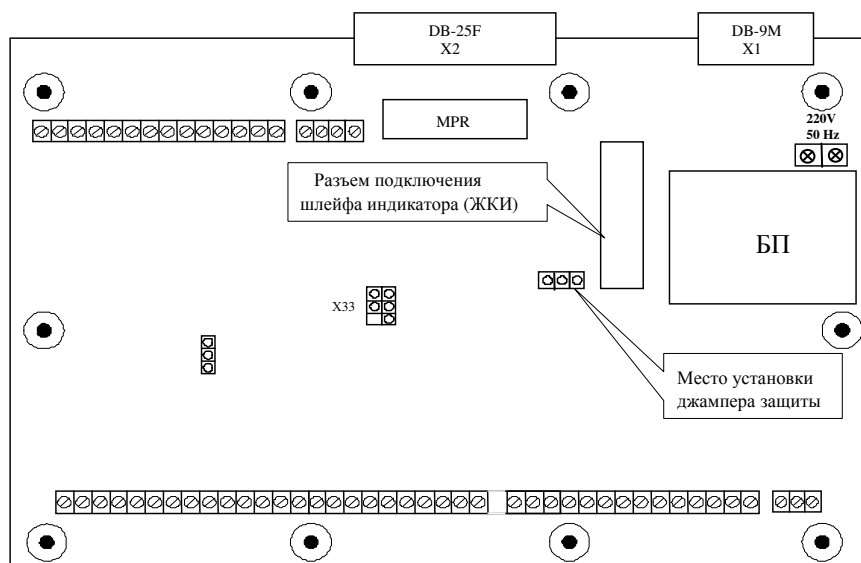 DB-25F
X2
DB-9M
X1
MPR
220V
50 Hz
Разъем подключения
шлейфа индикатора (ЖКИ)
БП
X33
Место установки
джампера защиты